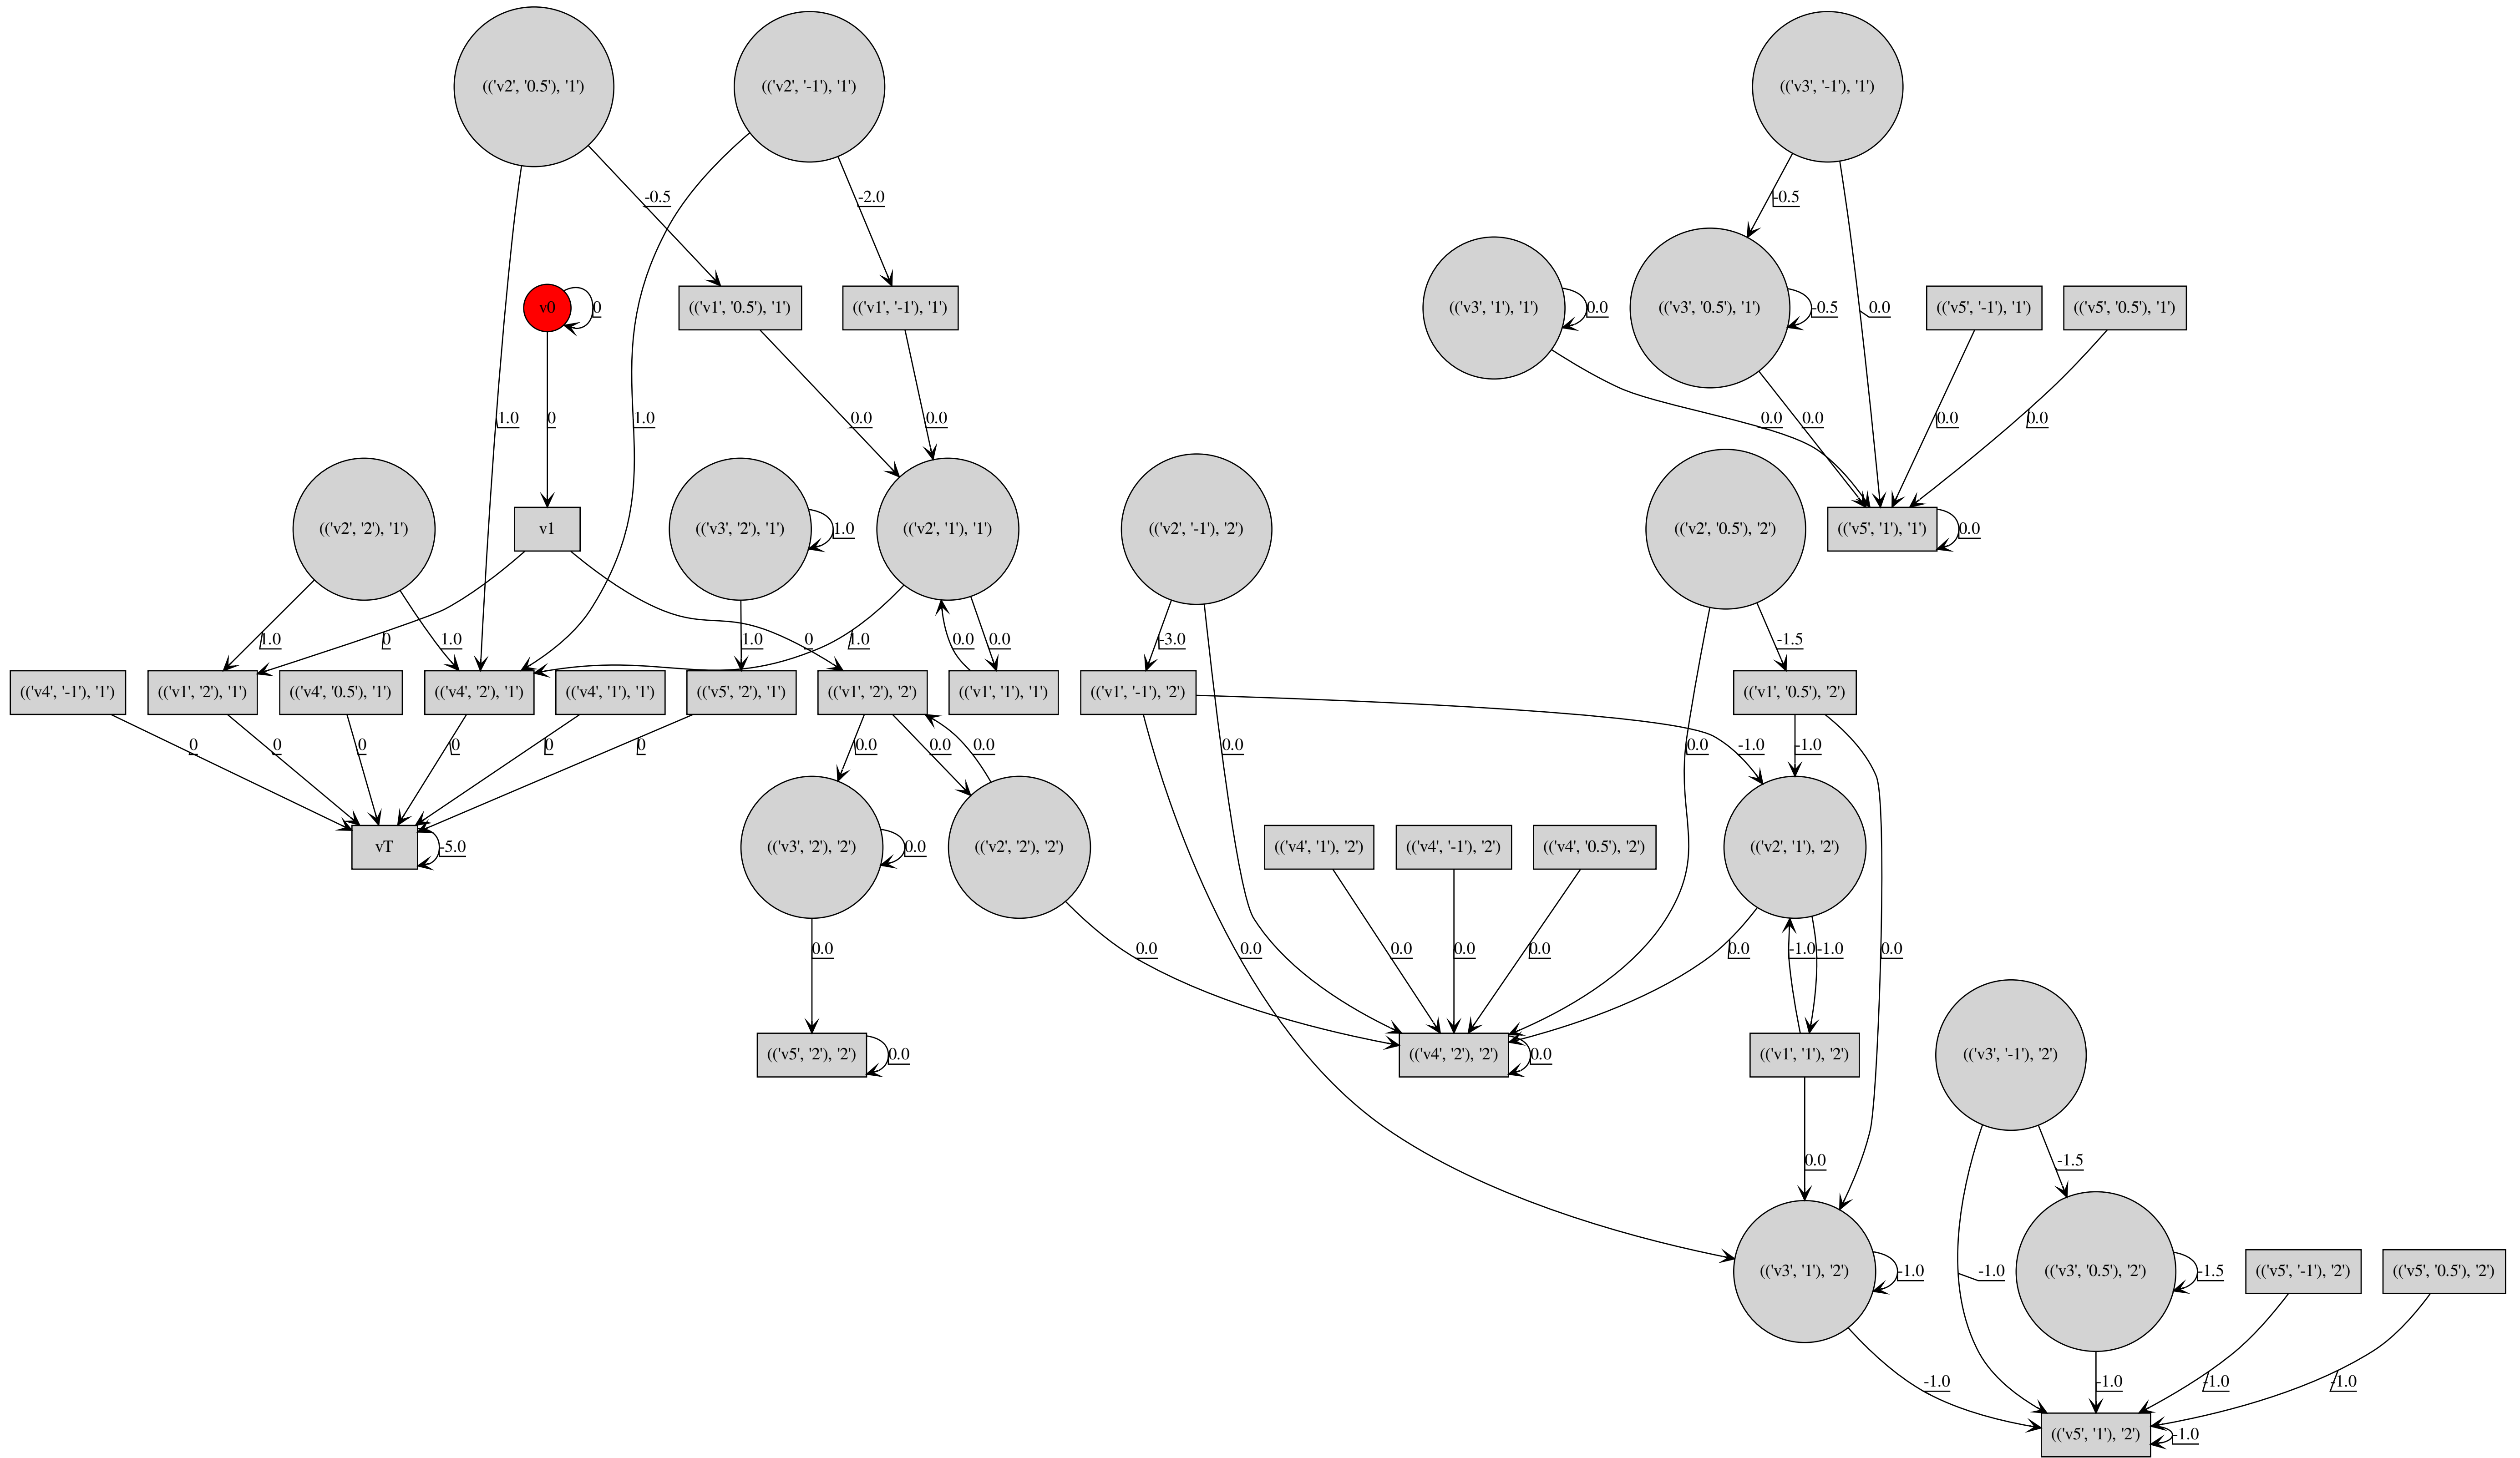 (('v2', '0.5'), '1')
(('v2', '-1'), '1')
(('v3', '-1'), '1')
-0.5
-2.0
-0.5
v0
0
(('v1', '0.5'), '1')
(('v1', '-1'), '1')
(('v3', '1'), '1')
0.0
(('v3', '0.5'), '1')
-0.5
0.0
(('v5', '-1'), '1')
(('v5', '0.5'), '1')
1.0
0
1.0
0.0
0.0
0.0
0.0
0.0
0.0
(('v2', '2'), '1')
v1
(('v3', '2'), '1')
1.0
(('v2', '1'), '1')
(('v2', '-1'), '2')
(('v2', '0.5'), '2')
(('v5', '1'), '1')
0.0
1.0
0
1.0
1.0
0
1.0
0.0
0.0
-3.0
-1.5
(('v4', '-1'), '1')
(('v1', '2'), '1')
(('v4', '0.5'), '1')
(('v4', '2'), '1')
(('v4', '1'), '1')
(('v5', '2'), '1')
(('v1', '2'), '2')
(('v1', '1'), '1')
(('v1', '-1'), '2')
(('v1', '0.5'), '2')
0
0
0
0
0
0
0.0
0.0
0.0
0.0
0.0
-1.0
-1.0
vT
-5.0
(('v3', '2'), '2')
0.0
(('v2', '2'), '2')
(('v4', '1'), '2')
(('v4', '-1'), '2')
(('v4', '0.5'), '2')
(('v2', '1'), '2')
0.0
0.0
0.0
0.0
0.0
0.0
0.0
-1.0
-1.0
0.0
(('v5', '2'), '2')
0.0
(('v4', '2'), '2')
0.0
(('v1', '1'), '2')
(('v3', '-1'), '2')
0.0
-1.5
(('v3', '1'), '2')
-1.0
-1.0
(('v3', '0.5'), '2')
-1.5
(('v5', '-1'), '2')
(('v5', '0.5'), '2')
-1.0
-1.0
-1.0
-1.0
(('v5', '1'), '2')
-1.0